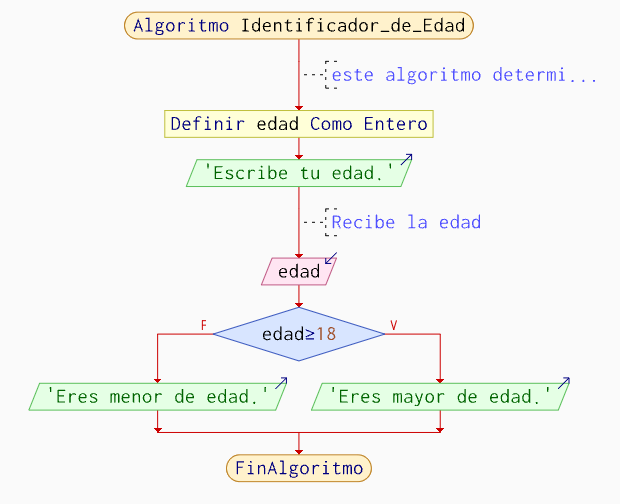 Algoritmo Identificador_de_Edad
este algoritmo determi...
Definir edad Como Entero
'Escribe tu edad.'
Recibe la edad
edad
edad≥18
F
V
'Eres menor de edad.'
'Eres mayor de edad.'
FinAlgoritmo